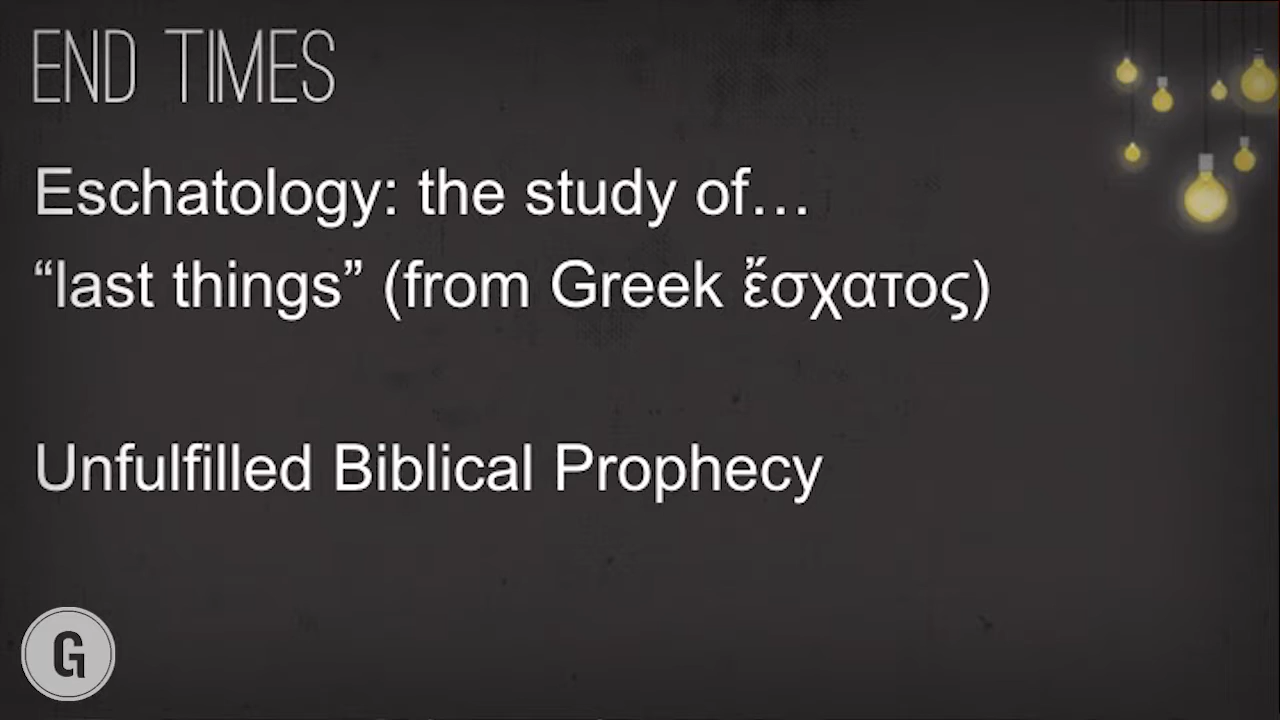 END TIMES
Eschatology: the study of…
“last things” (from Greek ἔσχατος)
Unfulfilled Biblical Prophecy
G